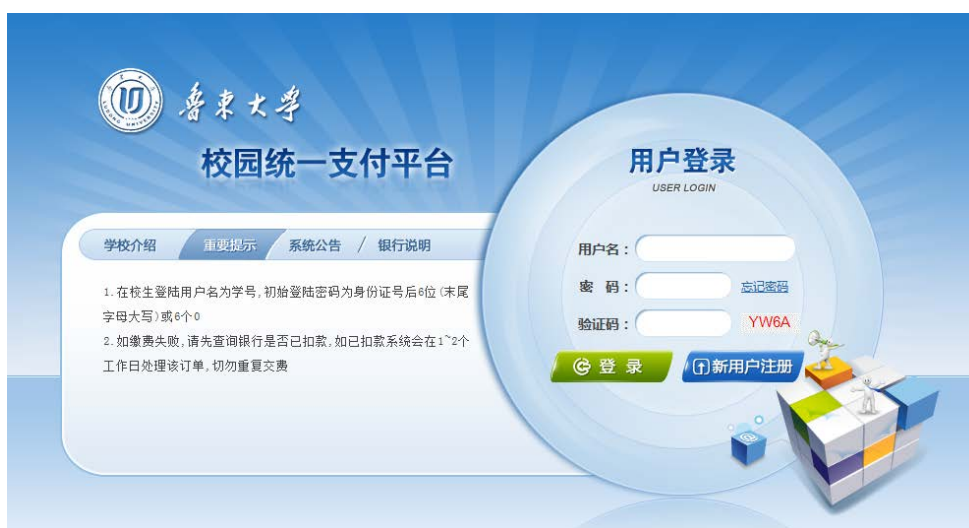 魯東大學
校园统一支付平台
用户登录
USER LOGIN
学校介绍 重要提示 系统公告 / 银行说明
1.在校生登陆用户名为学号,初始登陆密码为身份证号后6位(末尾
字母大写)或6个0
2.如缴费失败,请先查询银行是否已扣款,如已扣款系统会在1~2个
工作日处理该订单,切勿重复交费
用户名：
密 码： 忘记密码
验证码： YW6A
登 录 新用户注册